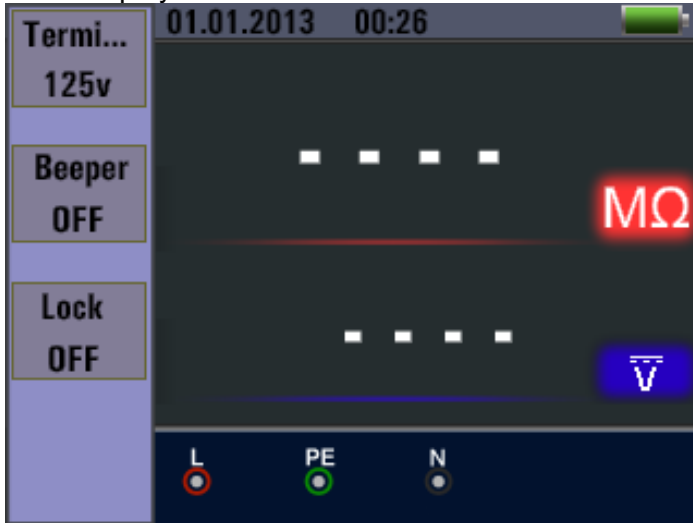 01.01.2013 00:26
Termi...
125v
Beeper
OFF
Lock
OFF
- - - -
MΩ
- - - -
V
L PE N